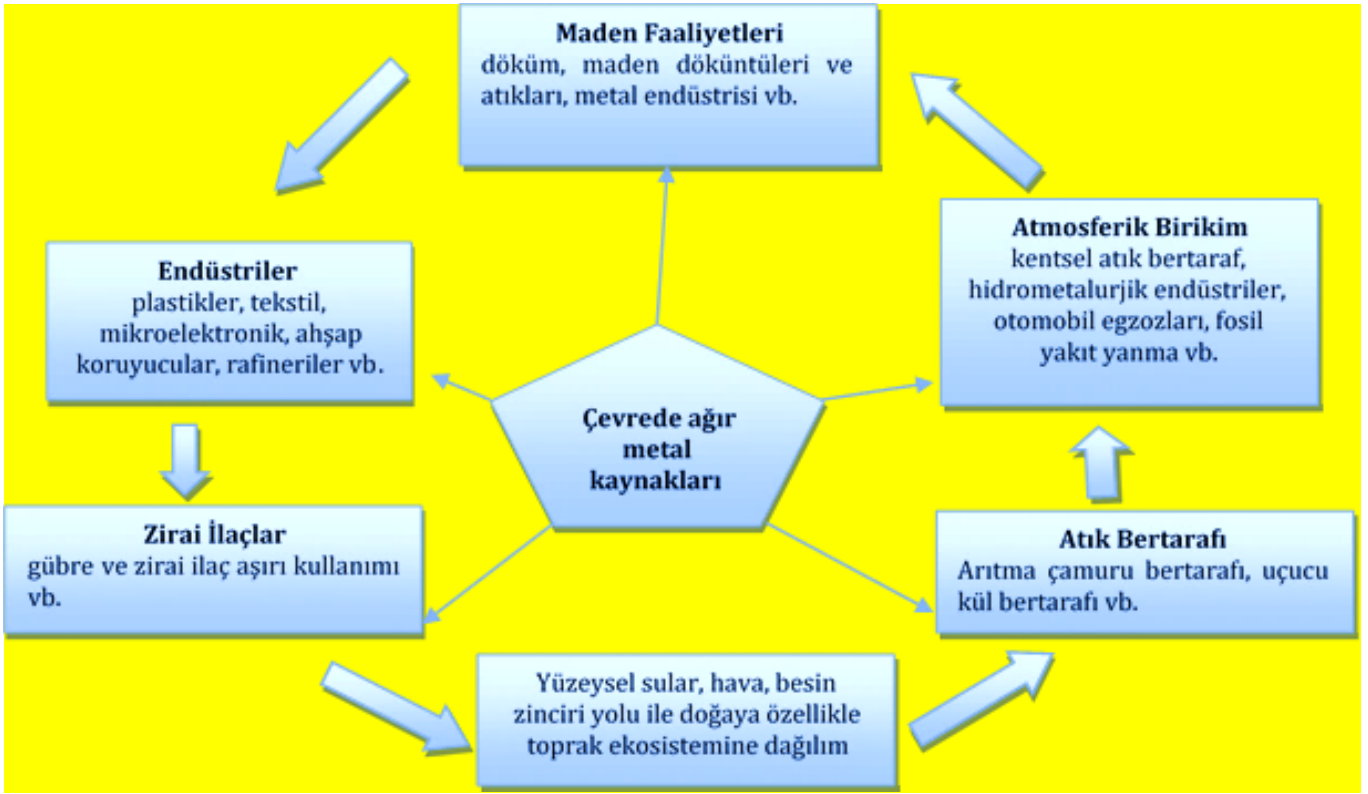 Maden Faaliyetleri
döküm, maden döküntüleri ve
atıkları, metal endüstrisi vb.
Atmosferik Birikim
kentsel atık bertaraf,
hidrometalurjik endüstriler,
otomobil egzozları, fosil
yakıt yanma vb.
Endüstriler
plastikler, tekstil,
mikroelektronik, ahşap
koruyucular, rafineriler vb.
Çevrede ağır
metal
kaynakları
Zirai İlaçlar
gübre ve zirai ilaç aşırı kullanımı
vb.
Atık Bertarafı
Arıtma çamuru bertarafı, uçucu
kül bertarafı vb.
Yüzeysel sular, hava, besin
zinciri yolu ile doğaya özellikle
toprak ekosistemine dağılım